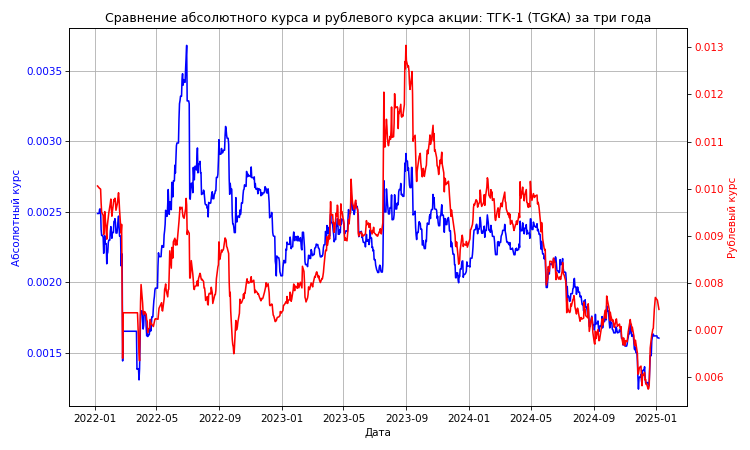 Сравнение абсолютного курса и рублевого курса акции: ТГК-1 (TGKA) за три года
Абсолютный курс
0.0035
0.0030
0.0025
0.0020
0.0015
0.013
0.012
0.011
0.010
0.009
0.008
0.007
0.006
Рублевый курс
2022-01 2022-05 2022-09 2023-01 2023-05 2023-09 2024-01 2024-05 2024-09 2025-01
Дата